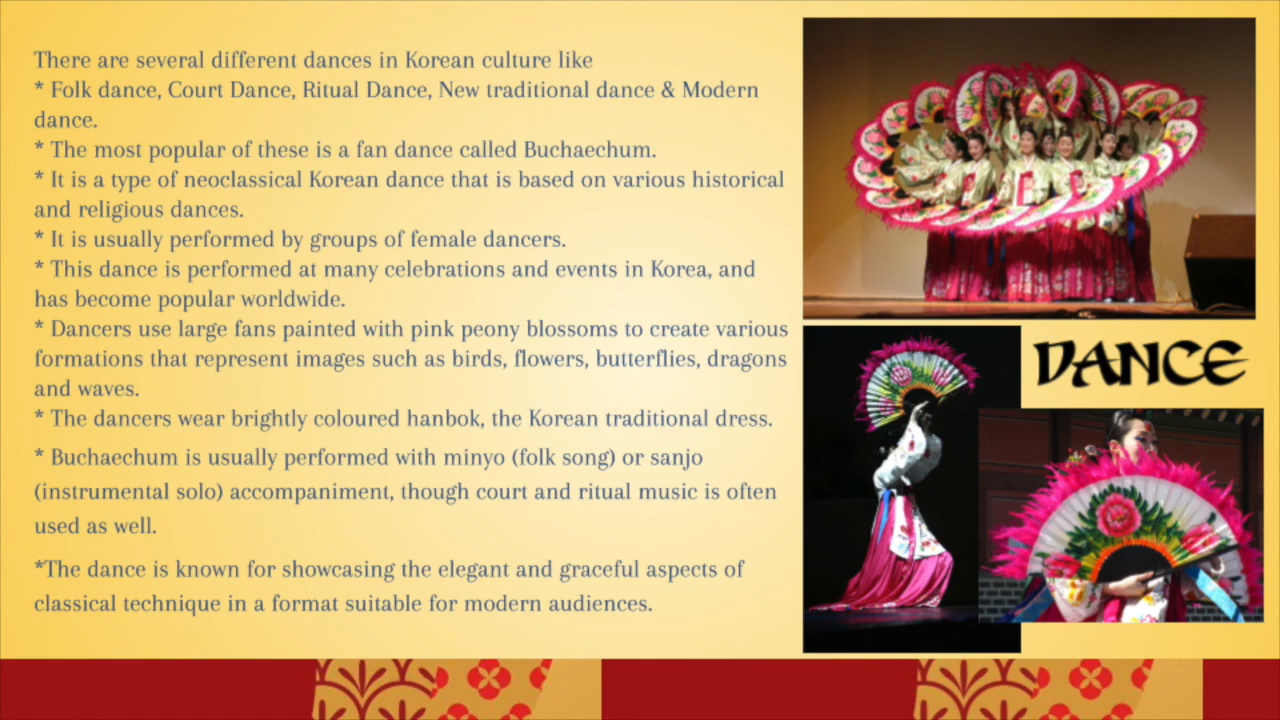 There are several different dances in Korean culture like
* Folk dance, Court Dance, Ritual Dance, New traditional dance & Modern
dance.
* The most popular of these is a fan dance called Buchaechum.
* It is a type of neoclassical Korean dance that is based on various historical
and religious dances.
* It is usually performed by groups of female dancers.
* This dance is performed at many celebrations and events in Korea, and
has become popular worldwide.
* Dancers use large fans painted with pink peony blossoms to create various
formations that represent images such as birds, flowers, butterflies, dragons
and waves.
* The dancers wear brightly coloured hanbok, the Korean traditional dress.
* Buchaechum is usually performed with minyo (folk song) or sanjo
(instrumental solo) accompaniment, though court and ritual music is often
used as well.
*The dance is known for showcasing the elegant and graceful aspects of
classical technique in a format suitable for modern audiences.
DANCE